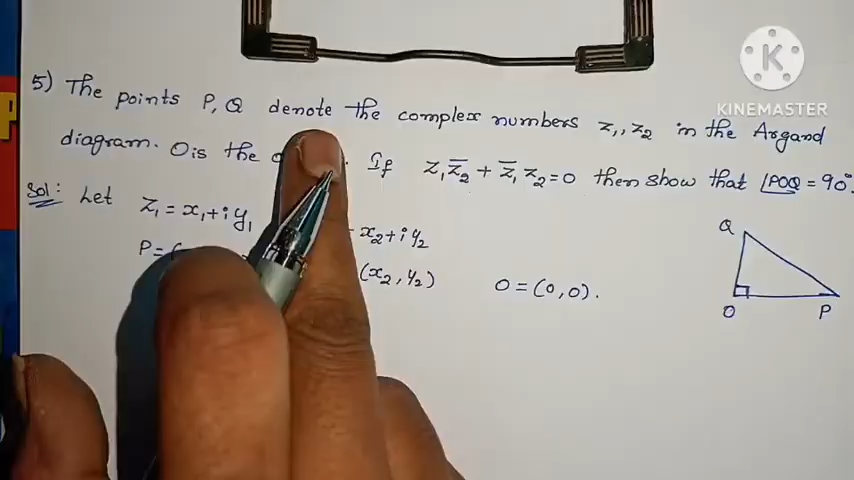 5) The points P, Q denote the complex numbers z₁, z₂ in the Argand
diagram. O is the If z₁z̄₂ + z̄₁z₂ = 0 then show that ∠POQ = 90°.
Sol: Let z₁ = x₁ + iy₁ x₂ + iy₂
P = (x₂, y₂) O = (0, 0).
Q
O P
K
KINEMASTER